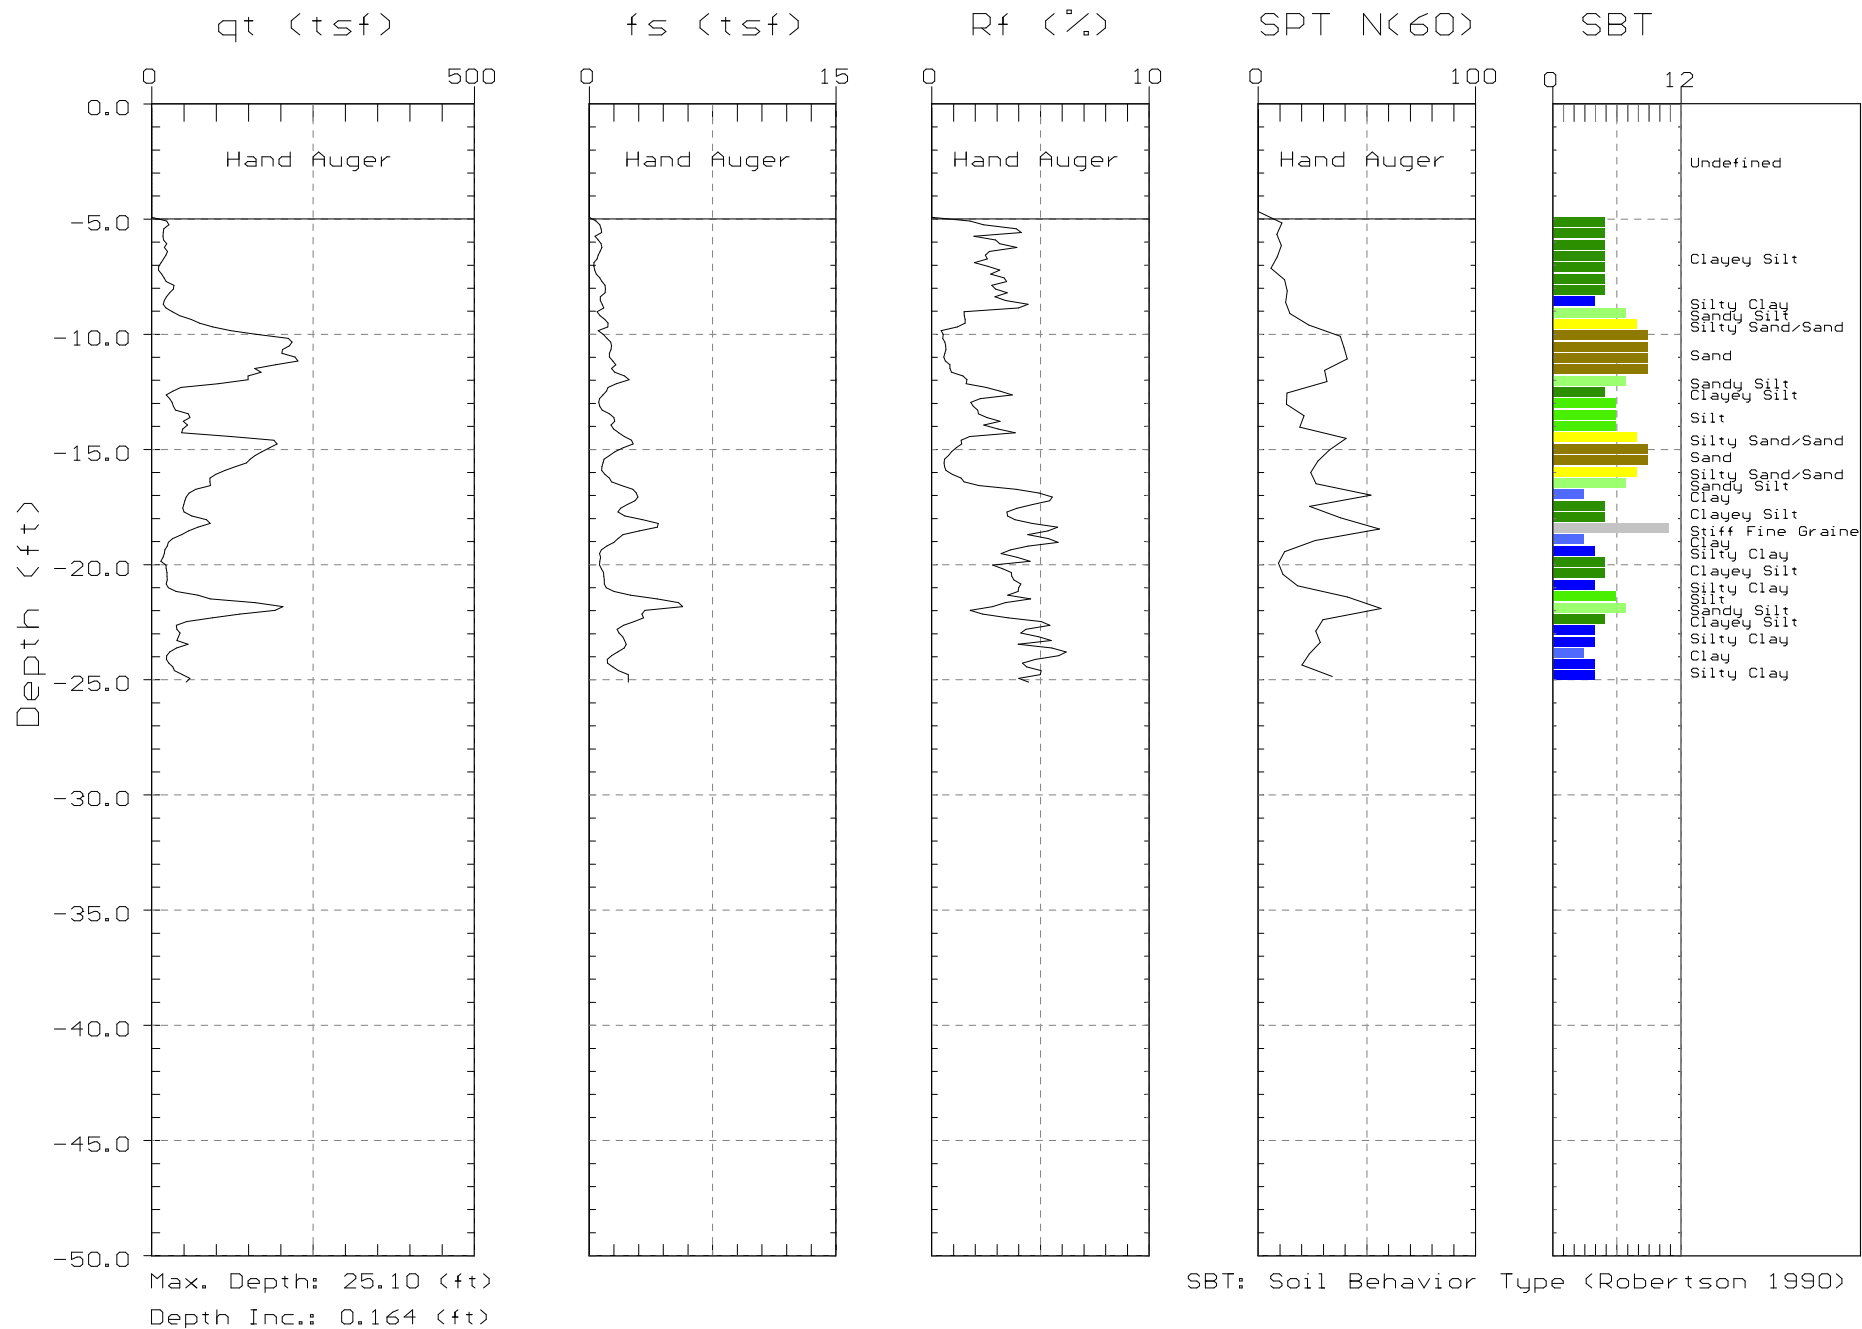 qt (tsf) fs (tsf) Rf (%) SPT N(60) SBT
0 500 0 15 0 10 0 100 0 12
0.0
Hand Auger Hand Auger Hand Auger Hand Auger
Undefined
-5.0
Clayey Silt
Silty Clay
Sandy Silt
Silty Sand/Sand
-10.0
Sand
Sandy Silt
Clayey Silt
Silt
Silty Sand/Sand
-15.0
Sand
Silty Sand/Sand
Sandy Silt
Clay
Clayey Silt
Stiff Fine Graine
Clay
Silty Clay
-20.0
Clayey Silt
Silty Clay
Silt
Sandy Silt
Clayey Silt
Silty Clay
Clay
Silty Clay
-25.0
-30.0
-35.0
-40.0
-45.0
-50.0
Depth (ft)
Max. Depth: 25.10 (ft) SBT: Soil Behavior Type (Robertson 1990)
Depth Inc.: 0.164 (ft)